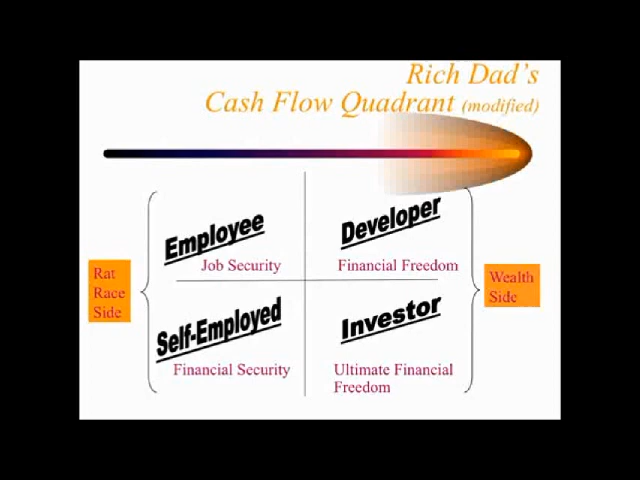 Rich Dad's
Cash Flow Quadrant (modified)
Employee
Job Security
Developer
Financial Freedom
Rat
Race
Side
Wealth
Side
Self-Employed
Financial Security
Investor
Ultimate Financial
Freedom